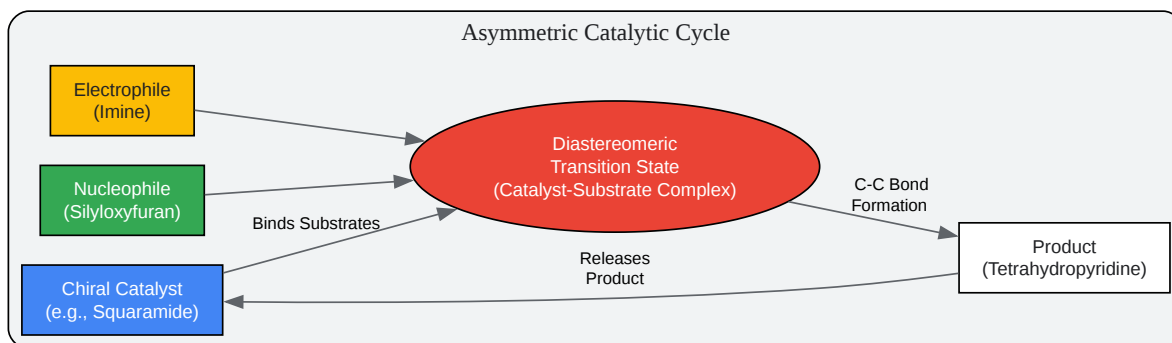 Asymmetric Catalytic Cycle
Electrophile
(Imine)
Nucleophile
(Silyloxyfuran)
Chiral Catalyst
(e.g., Squaramide)
Binds Substrates
Diastereomeric
Transition State
(Catalyst-Substrate Complex)
C-C Bond
Formation
Releases
Product
Product
(Tetrahydropyridine)